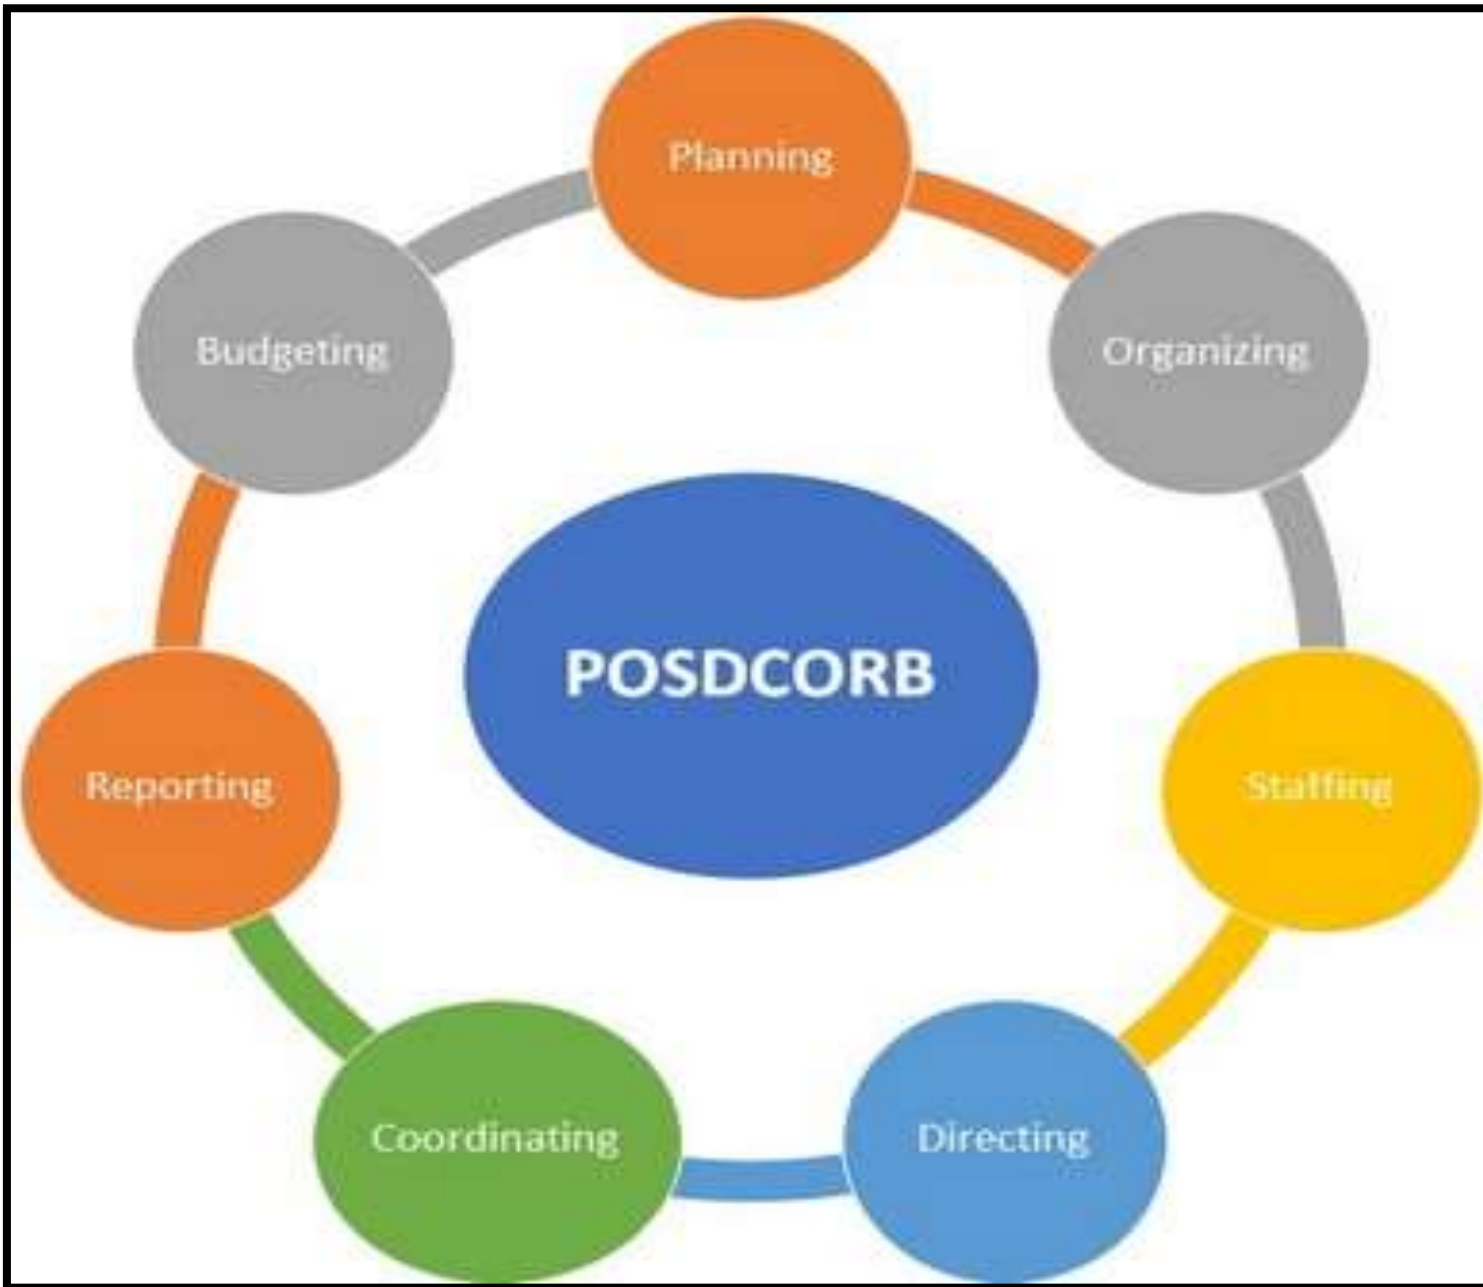 Planning
Organizing
Staffing
Directing
Coordinating
Reporting
Budgeting
POSDCORB